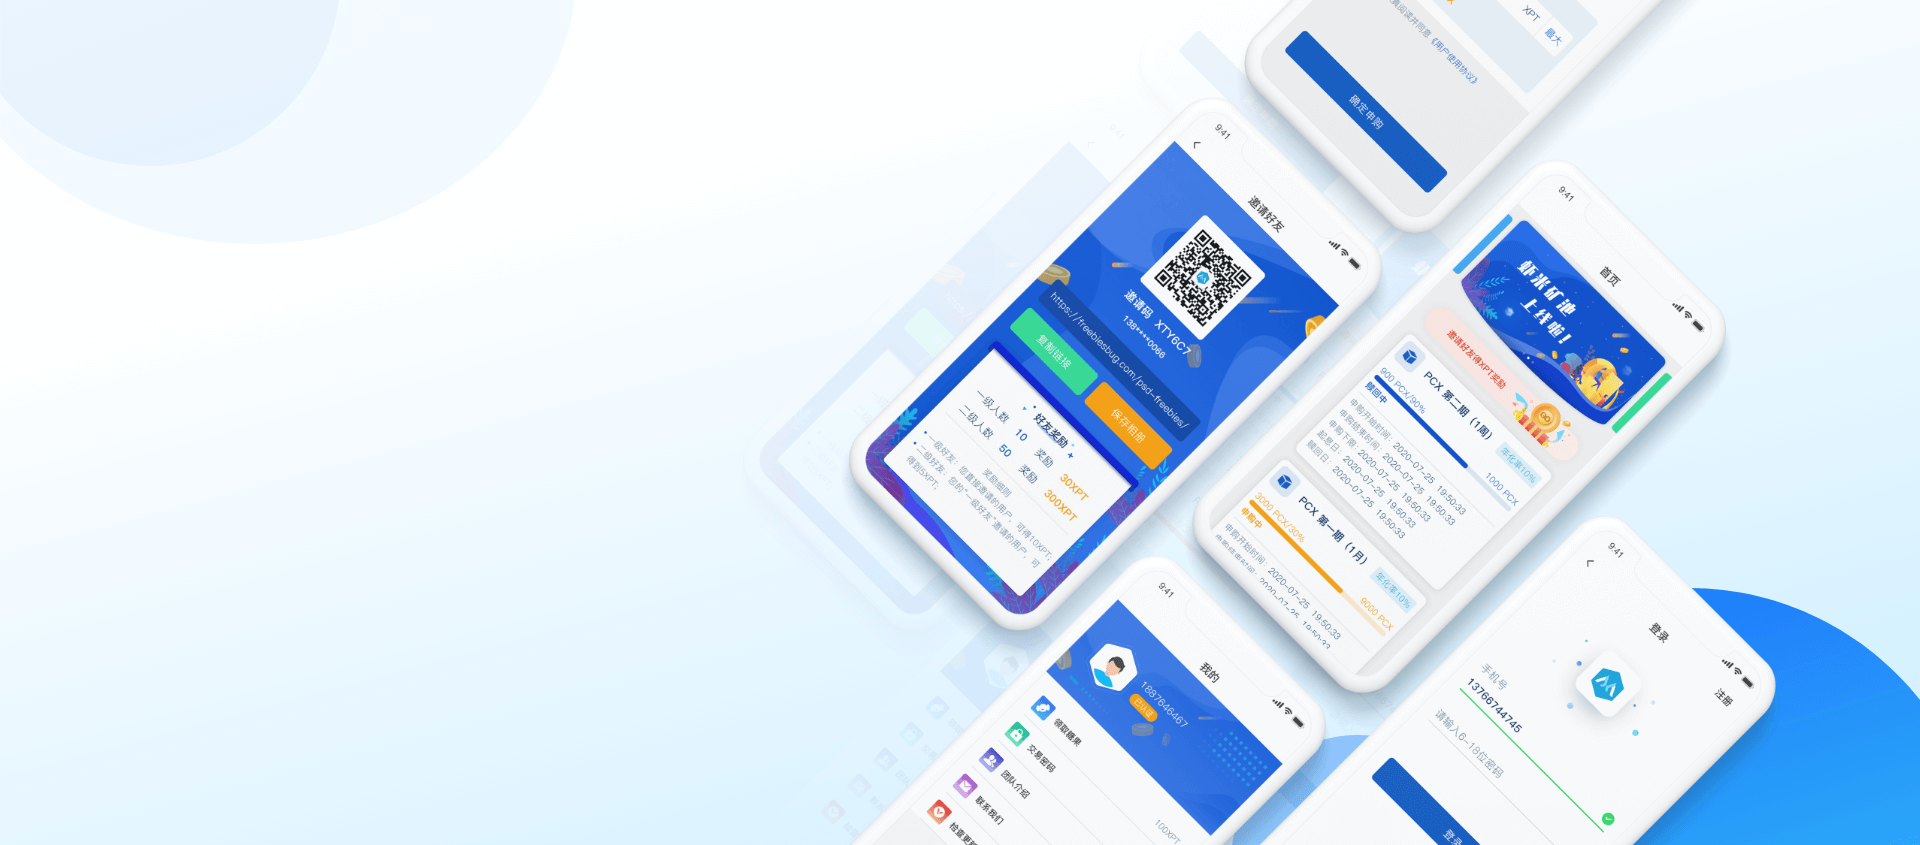 XPT
最大
真阅读并同意《用户使用协议》
确定申购
9:41
邀请好友
邀请码 XTY6C7
138****0066
https://freebiesbug.com/psd-freebies/
复制链接
保存相册
好友奖励
一级人数 10 奖励 30XPT
二级人数 50 奖励 300XPT
奖励细则
一级好友：您直接邀请的用户，可得10XPT；
二级好友：您的“一级好友”邀请的用户，可
得到5XPT；
9:41
首页
虾米矿池
上线啦！
邀请好友得XPT奖励
PCX 第二期（1周）
年化率10%
900 PCX/90%
1000 PCX
赎回中
申购开始时间：2020-07-25 19:50:33
申购结束时间：2020-07-25 19:50:33
申购下限：2020-07-25 19:50:33
起息日：2020-07-25 19:50:33
赎回日：2020-07-25 19:50:33
PCX 第一期（1月）
年化率10%
3000 PCX/30%
9000 PCX
申购中
申购开始时间：2020-07-25 19:50:33
申购结束时间：2020-07-25 19:50:33
9:41
我的
1887646467
已认证
领取糖果
100XPT
交易密码
团队介绍
联系我们
检查更新
9:41
登录
注册
手机号
13766744745
请输入6-18位密码
登录